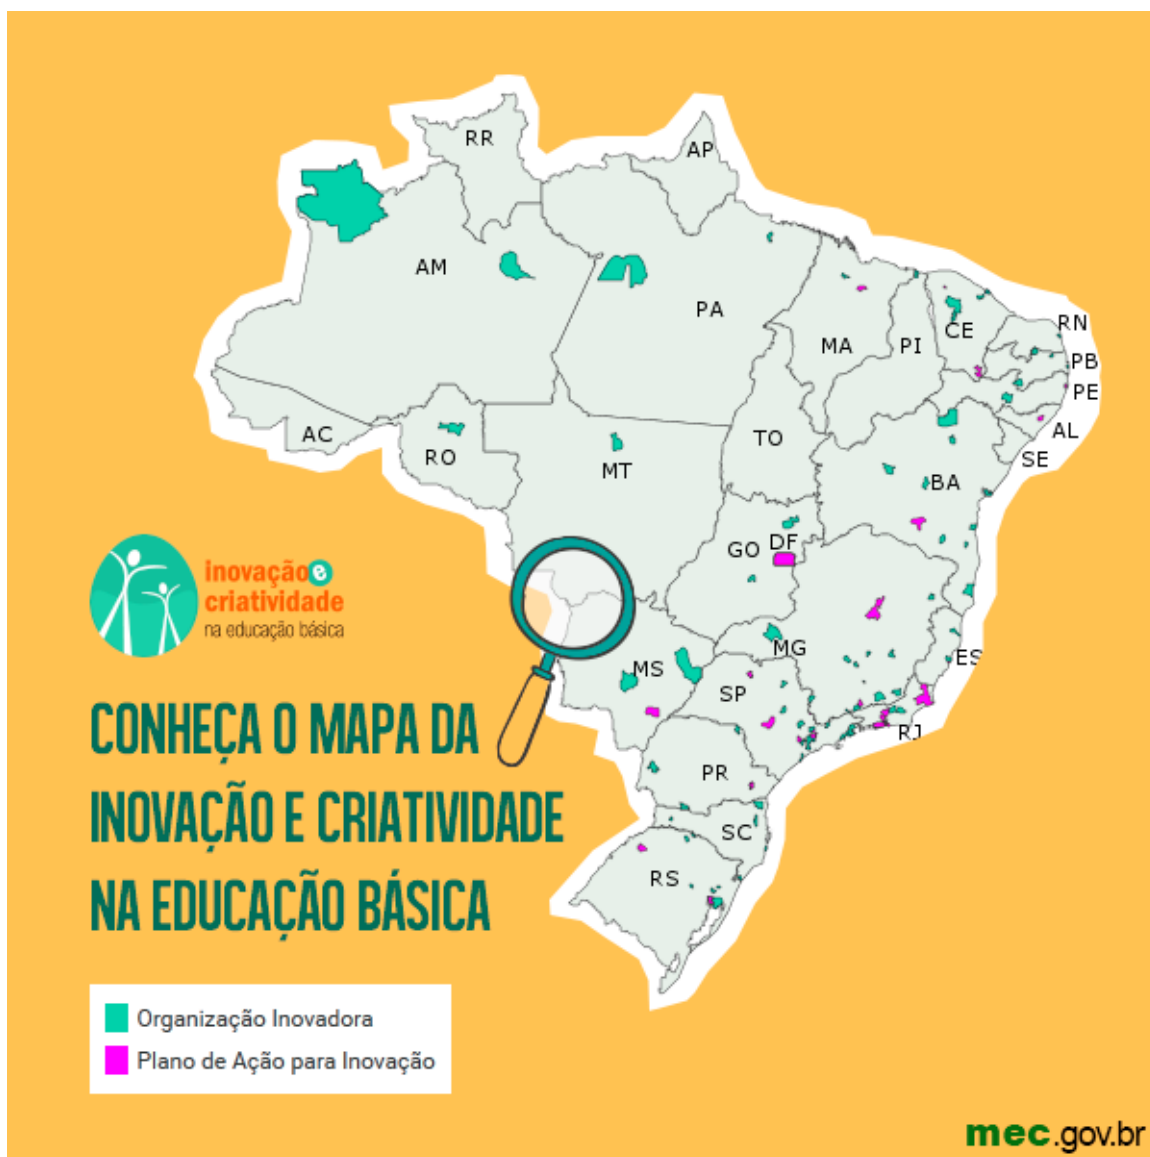 RR
AP
AM
PA
MA
PI
CE
RN
PB
PE
AL
SE
AC
RO
MT
TO
BA
GO
DF
MG
ES
MS
SP
RJ
PR
SC
RS
inovação e
criatividade
na educação básica
CONHEÇA O MAPA DA
INOVAÇÃO E CRIATIVIDADE
NA EDUCAÇÃO BÁSICA
Organização Inovadora
Plano de Ação para Inovação
mec.gov.br